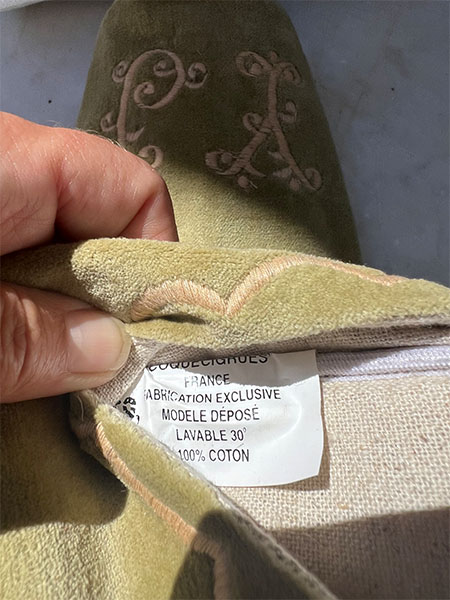 P
COQUECIGRUES
FRANCE
FABRICATION EXCLUSIVE
MODELE DÉPOSÉ
LAVABLE 30°
100% COTON